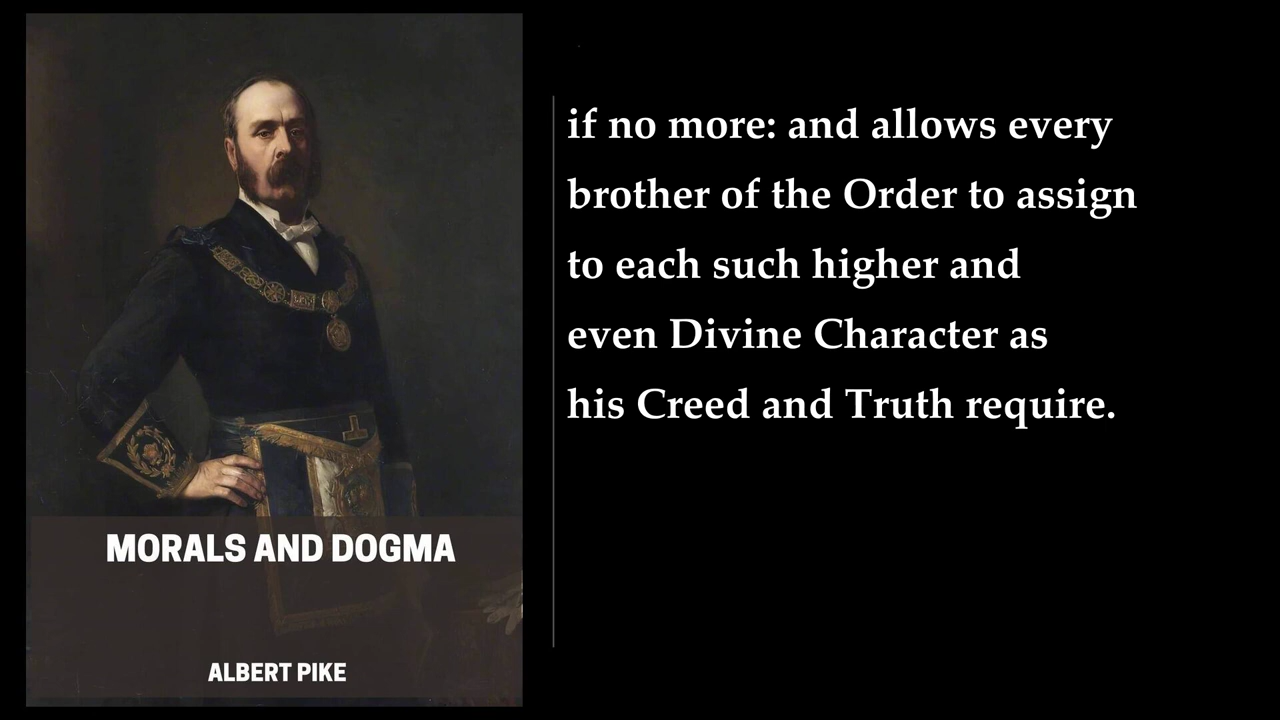 if no more: and allows every
brother of the Order to assign
to each such higher and
even Divine Character as
his Creed and Truth require.
MORALS AND DOGMA
ALBERT PIKE